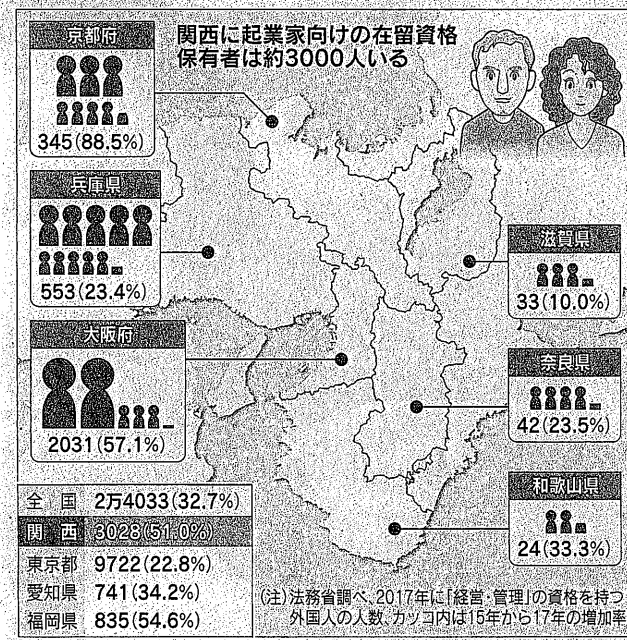 関西に起業家向けの在留資格
保有者は約3000人いる
京都府
345(88.5%)
兵庫県
553(23.4%)
大阪府
2031(57.1%)
滋賀県
33(10.0%)
奈良県
42(23.5%)
和歌山県
24(33.3%)
全国 2万4033(32.7%)
関西 3028(51.0%)
東京都 9722(22.8%)
愛知県 741(34.2%)
福岡県 835(54.6%)
(注)法務省調べ、2017年に「経営・管理」の資格を持つ
外国人の人数、カッコ内は15年から17年の増加率